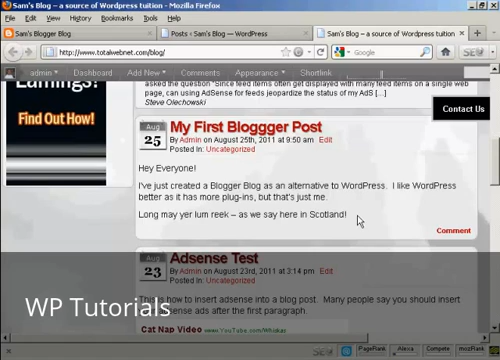 Sam's Blog – a source of Wordpress tuition - Mozilla Firefox
File Edit View History Bookmarks Tools Help
Sam's Blogger Blog
Posts ‹ Sam's Blog — WordPress
Sam's Blog – a source of Wordpress tuition
http://www.totalwebnet.com/blog/
Google
admin Dashboard Add New Comments Appearance Shortlink
Earnings!
Find Out How!
asked the question "Since feed items often get displayed with many feed items on a single web
page, can using AdSense for feeds jeopardize the status of my AdS [...]
Steve Olechowski
Contact Us
Aug
25
My First Bloggger Post
By Admin on August 25th, 2011 at 9:50 am Edit
Posted In: Uncategorized
Hey Everyone!
I've just created a Blogger Blog as an alternative to WordPress. I like WordPress
better as it has more plug-ins, but that's just me.
Long may yer lum reek – as we say here in Scotland!
Comment
Aug
23
Adsense Test
By Admin on August 23rd, 2011 at 3:14 pm Edit
Posted In: Uncategorized
This is how to insert adsense into a blog post. Many people say you should insert
adsense ads after the first paragraph.
WP Tutorials
Cat Nap Video www.YouTube.com/Whiskas
PageRank Alexa Compete mozRank